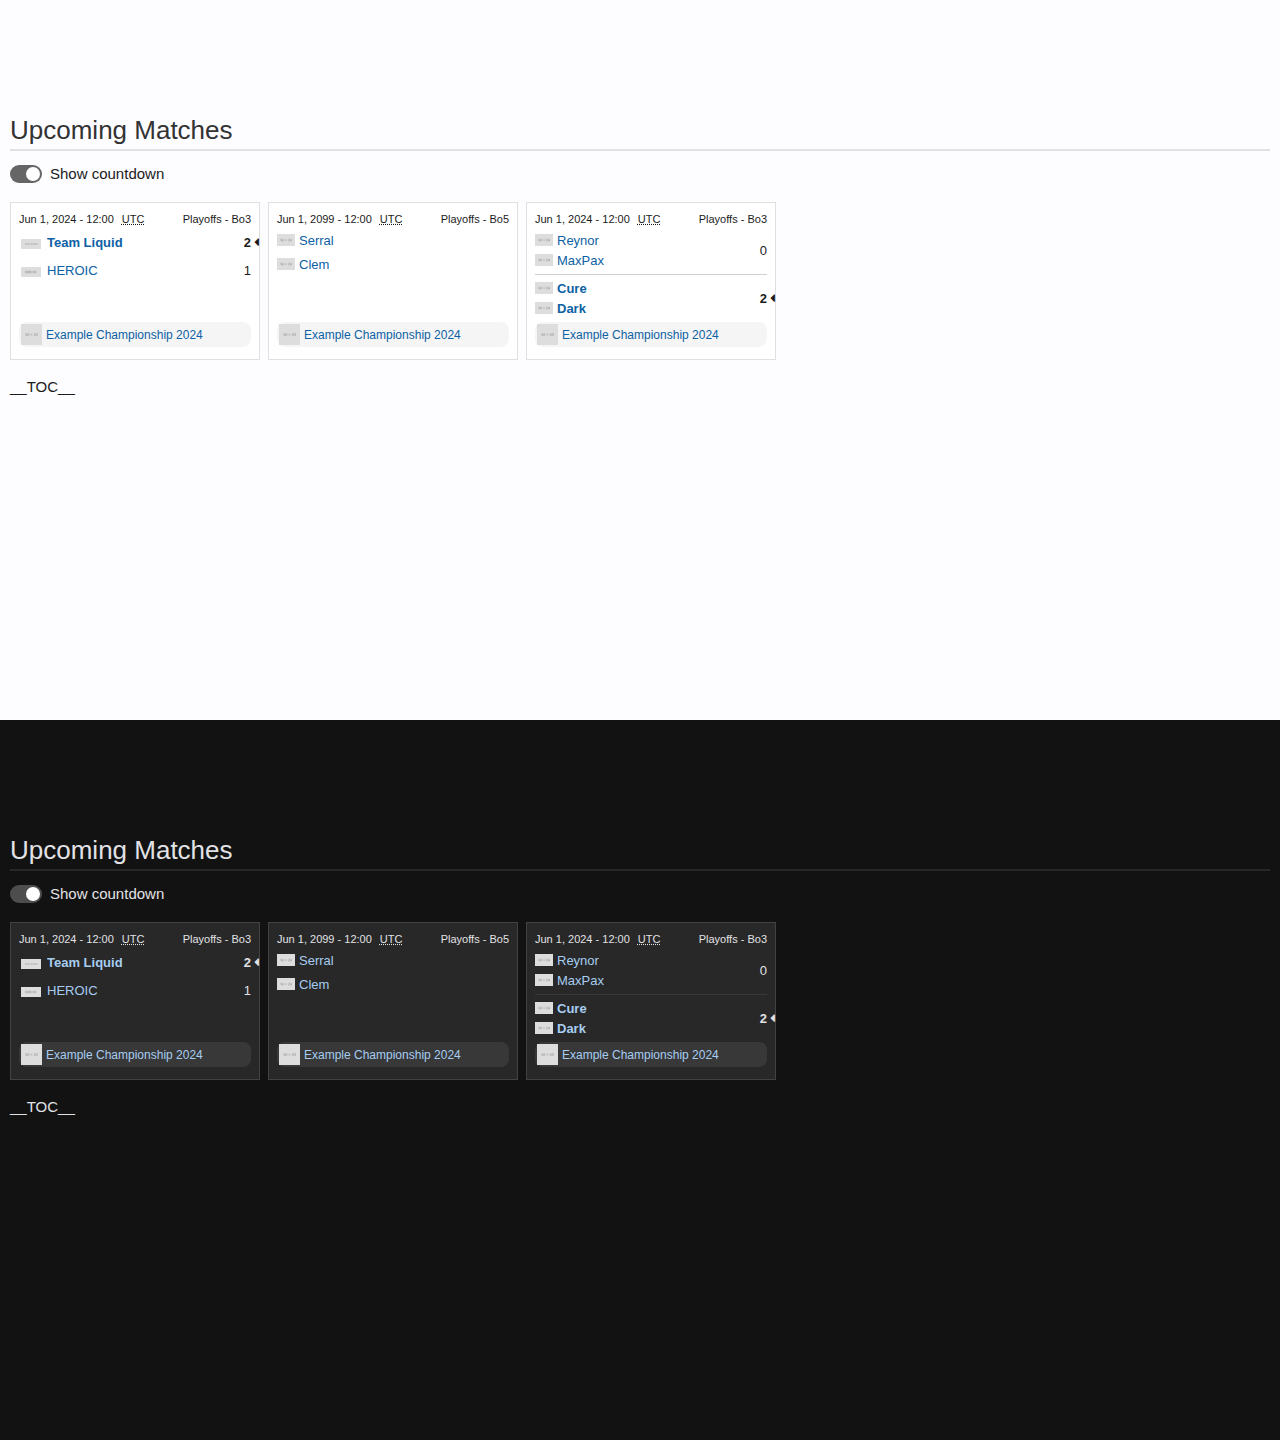 Upcoming Matches
Show countdown
Jun 1, 2024 - 12:00 UTC Playoffs - Bo3
Team Liquid 2
HEROIC 1
Example Championship 2024
Jun 1, 2099 - 12:00 UTC Playoffs - Bo5
Serral
Clem
Example Championship 2024
Jun 1, 2024 - 12:00 UTC Playoffs - Bo3
Reynor
MaxPax
0
Cure
Dark
2
Example Championship 2024
__TOC__
Upcoming Matches
Show countdown
Jun 1, 2024 - 12:00 UTC Playoffs - Bo3
Team Liquid 2
HEROIC 1
Example Championship 2024
Jun 1, 2099 - 12:00 UTC Playoffs - Bo5
Serral
Clem
Example Championship 2024
Jun 1, 2024 - 12:00 UTC Playoffs - Bo3
Reynor
MaxPax
0
Cure
Dark
2
Example Championship 2024
__TOC__